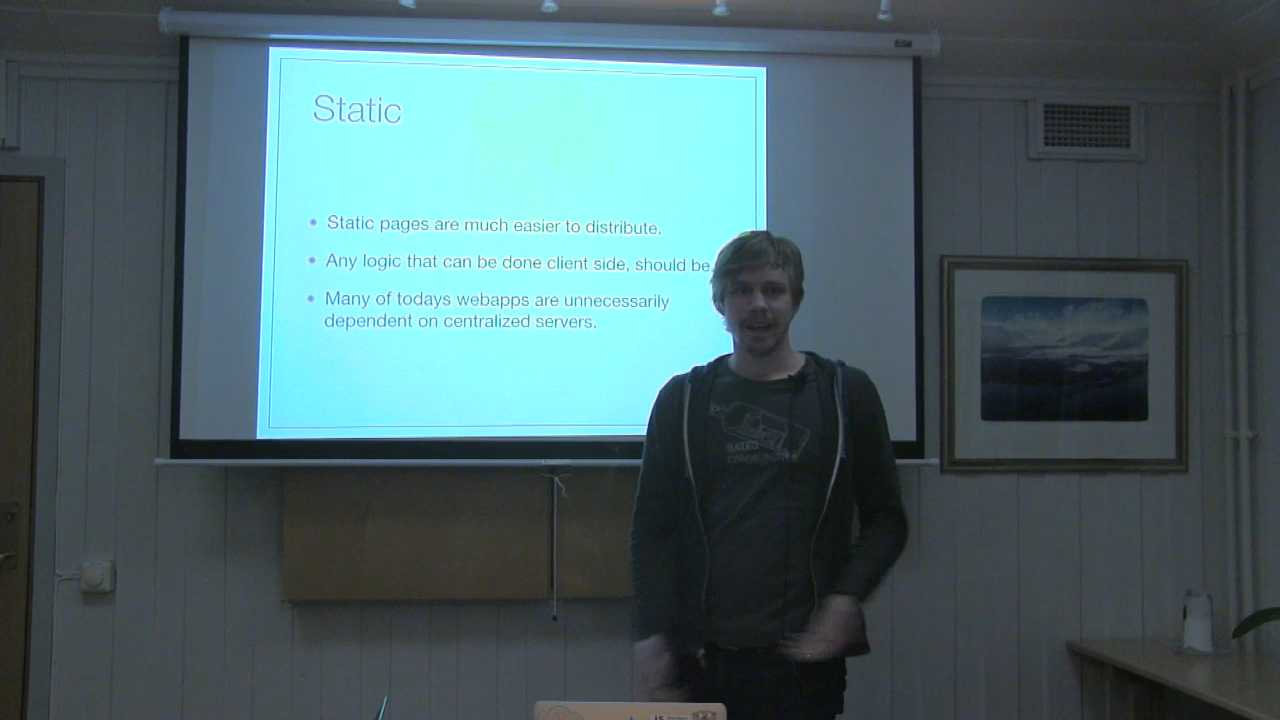 Static
• Static pages are much easier to distribute.
• Any logic that can be done client side, should be.
• Many of todays webapps are unnecessarily
dependent on centralized servers.
JS